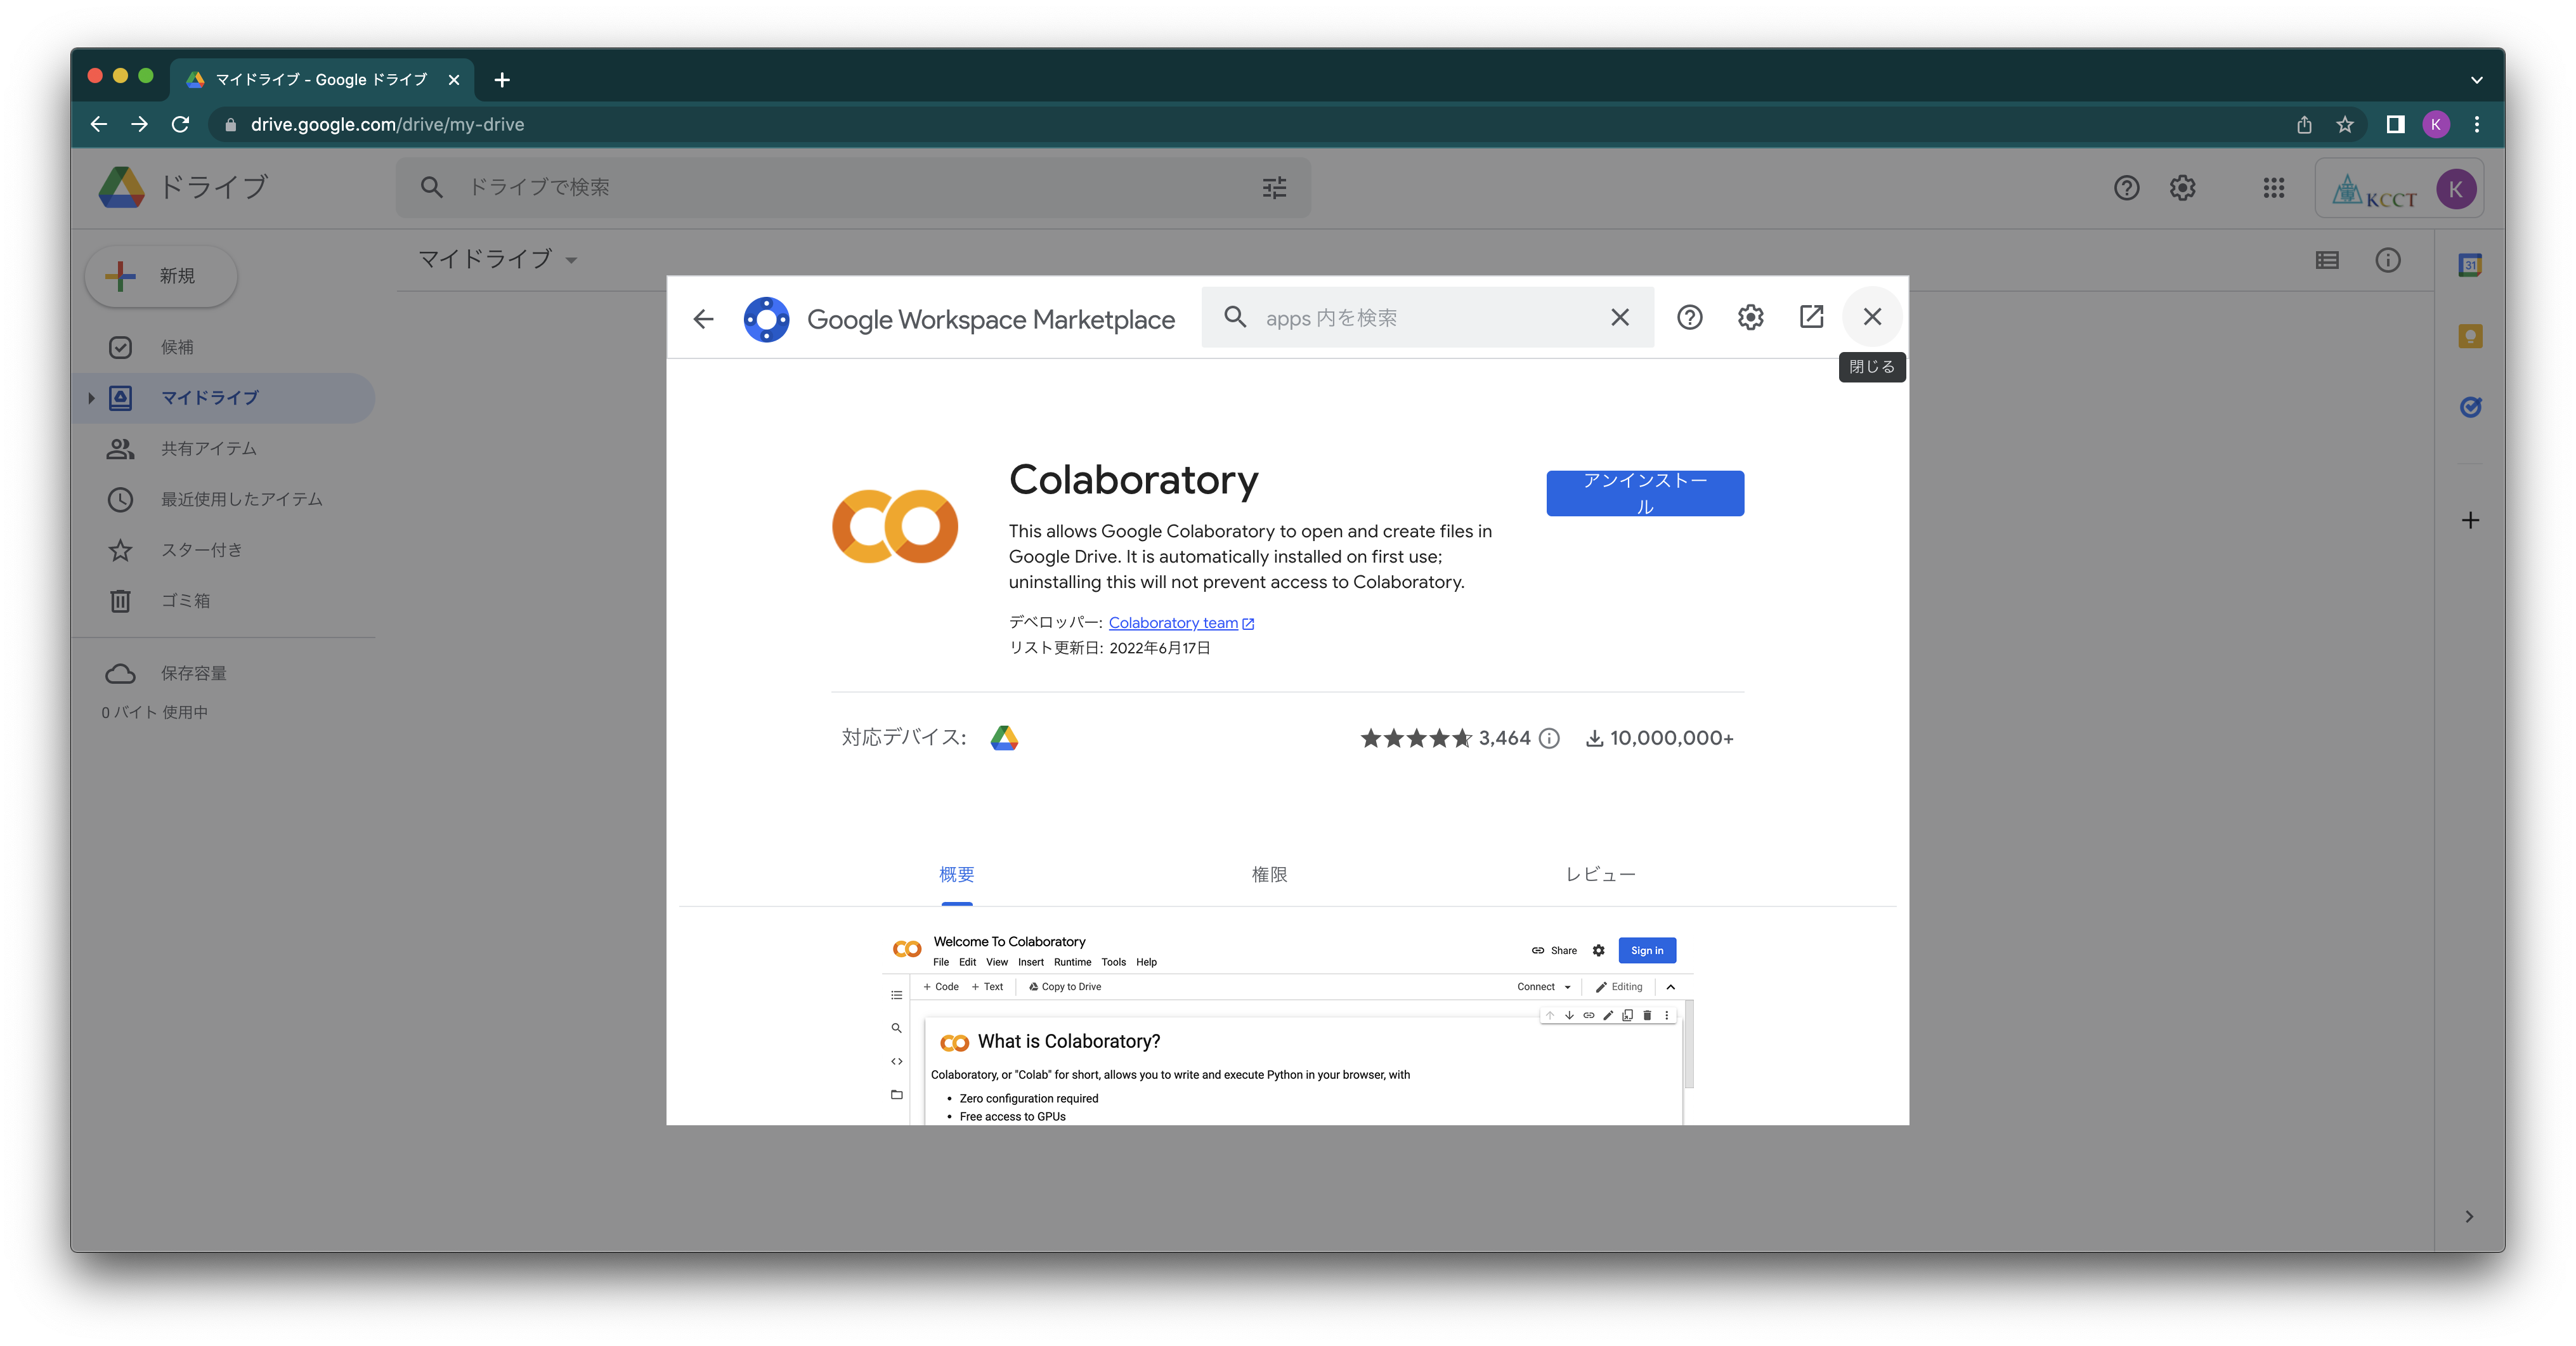 マイドライブ - Google ドライブ
drive.google.com/drive/my-drive
K
ドライブ
ドライブで検索
KCCT
K
新規
マイドライブ
31
候補
マイドライブ
共有アイテム
最近使用したアイテム
スター付き
ゴミ箱
保存容量
0 バイト 使用中
Google Workspace Marketplace
apps 内を検索
閉じる
Colaboratory
アンインストー
ル
This allows Google Colaboratory to open and create files in
Google Drive. It is automatically installed on first use;
uninstalling this will not prevent access to Colaboratory.
デベロッパー: Colaboratory team
リスト更新日: 2022年6月17日
対応デバイス:
3,464
10,000,000+
概要
権限
レビュー
Welcome To Colaboratory
File Edit View Insert Runtime Tools Help
Share
Sign in
+ Code + Text
Copy to Drive
Connect
Editing
What is Colaboratory?
Colaboratory, or "Colab" for short, allows you to write and execute Python in your browser, with
• Zero configuration required
• Free access to GPUs